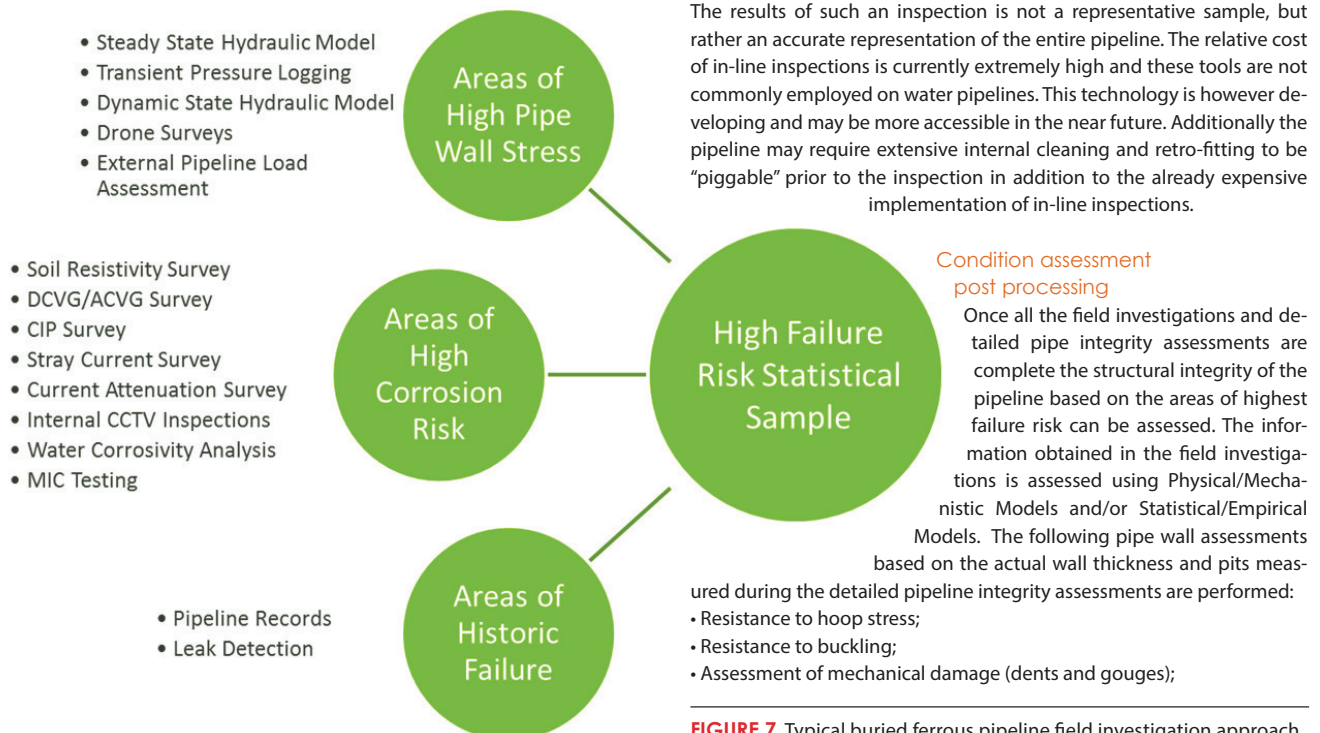 • Steady State Hydraulic Model
• Transient Pressure Logging
• Dynamic State Hydraulic Model
• Drone Surveys
• External Pipeline Load
Assessment
Areas of
High Pipe
Wall Stress
• Soil Resistivity Survey
• DCVG/ACVG Survey
• CIP Survey
• Stray Current Survey
• Current Attenuation Survey
• Internal CCTV Inspections
• Water Corrosivity Analysis
• MIC Testing
Areas of
High
Corrosion
Risk
• Pipeline Records
• Leak Detection
Areas of
Historic
Failure
High Failure
Risk Statistical
Sample
The results of such an inspection is not a representative sample, but
rather an accurate representation of the entire pipeline. The relative cost
of in-line inspections is currently extremely high and these tools are not
commonly employed on water pipelines. This technology is however de-
veloping and may be more accessible in the near future. Additionally the
pipeline may require extensive internal cleaning and retro-fitting to be
“piggable” prior to the inspection in addition to the already expensive
implementation of in-line inspections.
Condition assessment
post processing
Once all the field investigations and de-
tailed pipe integrity assessments are
complete the structural integrity of the
pipeline based on the areas of highest
failure risk can be assessed. The infor-
mation obtained in the field investiga-
tions is assessed using Physical/Mecha-
nistic Models and/or Statistical/Empirical
Models. The following pipe wall assessments
based on the actual wall thickness and pits meas-
ured during the detailed pipeline integrity assessments are performed:
• Resistance to hoop stress;
• Resistance to buckling;
• Assessment of mechanical damage (dents and gouges);
FIGURE 7 Typical buried ferrous pipeline field investigation approach